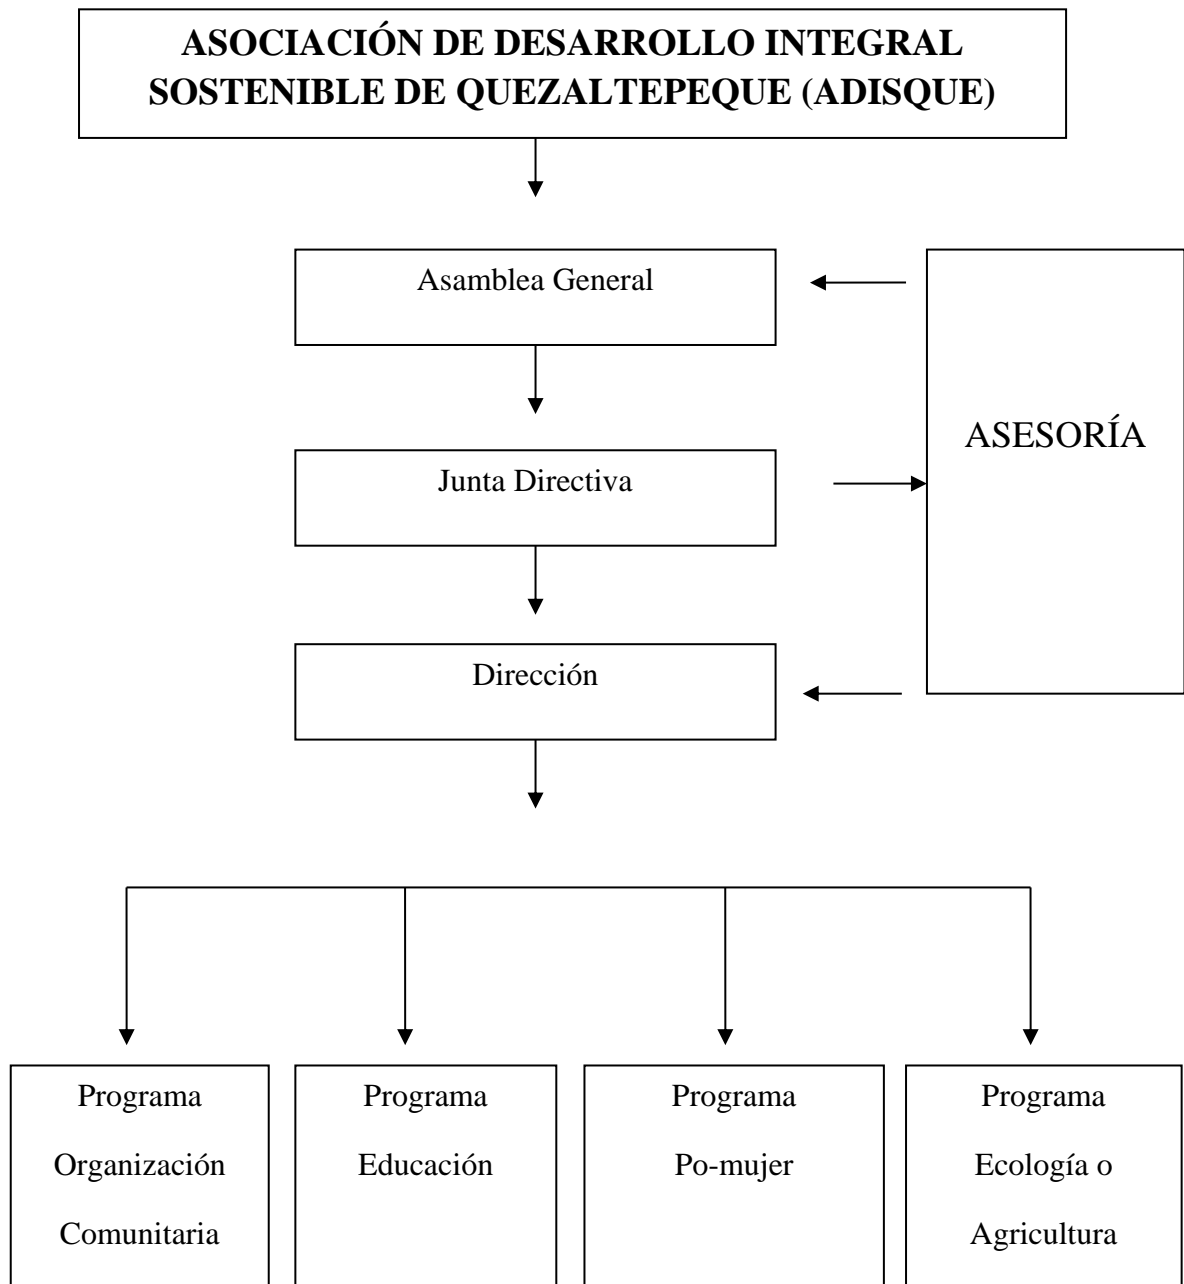 ASOCIACIÓN DE DESARROLLO INTEGRAL
SOSTENIBLE DE QUEZALTEPEQUE (ADISQUE)
Asamblea General
ASESORÍA
Junta Directiva
Dirección
Programa
Organización
Comunitaria
Programa
Educación
Programa
Po-mujer
Programa
Ecología o
Agricultura